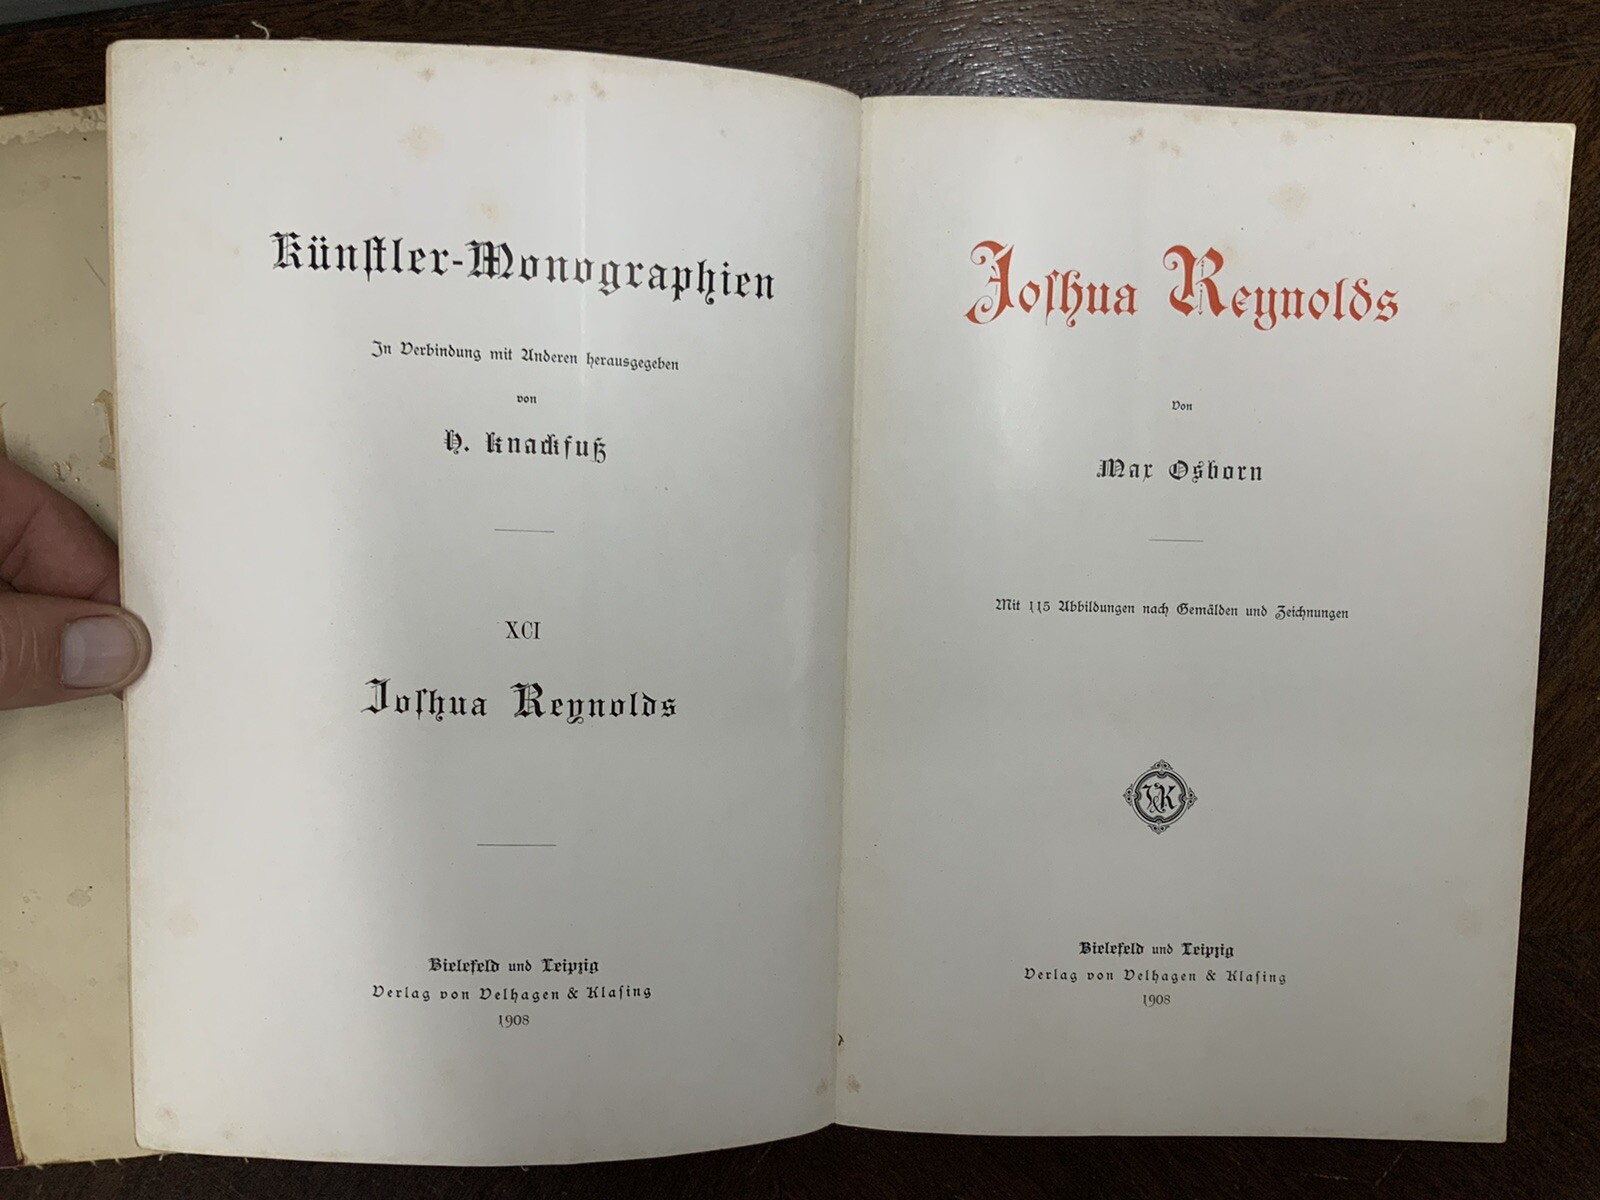 Künstler-Monographien
In Verbindung mit Anderen herausgegeben
von
H. Knackfuß
XCI
Joshua Reynolds
Bielefeld und Leipzig
Verlag von Velhagen & Klasing
1908
Joshua Reynolds
Von
Max Osborn
Mit 115 Abbildungen nach Gemälden und Zeichnungen
V&K
Bielefeld und Leipzig
Verlag von Velhagen & Klasing
1908